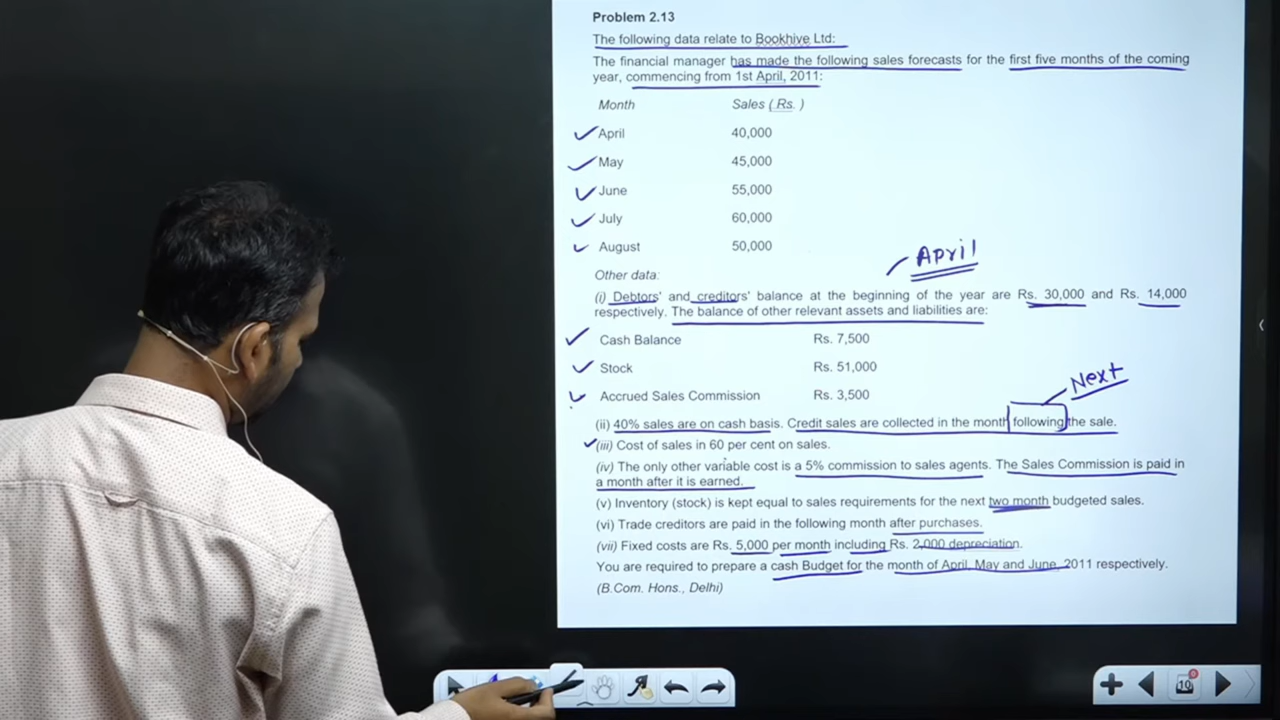 Problem 2.13
The following data relate to Bookhive Ltd:
The financial manager has made the following sales forecasts for the first five months of the coming
year, commencing from 1st April, 2011:
Month Sales ( Rs. )
April 40,000
May 45,000
June 55,000
July 60,000
August 50,000
April
Other data:
(i) Debtors' and creditors' balance at the beginning of the year are Rs. 30,000 and Rs. 14,000
respectively. The balance of other relevant assets and liabilities are:
Cash Balance Rs. 7,500
Stock Rs. 51,000
Next
Accrued Sales Commission Rs. 3,500
(ii) 40% sales are on cash basis. Credit sales are collected in the month following the sale.
(iii) Cost of sales in 60 per cent on sales.
(iv) The only other variable cost is a 5% commission to sales agents. The Sales Commission is paid in
a month after it is earned.
(v) Inventory (stock) is kept equal to sales requirements for the next two month budgeted sales.
(vi) Trade creditors are paid in the following month after purchases.
(vii) Fixed costs are Rs. 5,000 per month including Rs. 2,000 depreciation.
You are required to prepare a cash Budget for the month of April, May and June, 2011 respectively.
(B.Com. Hons., Delhi)
10